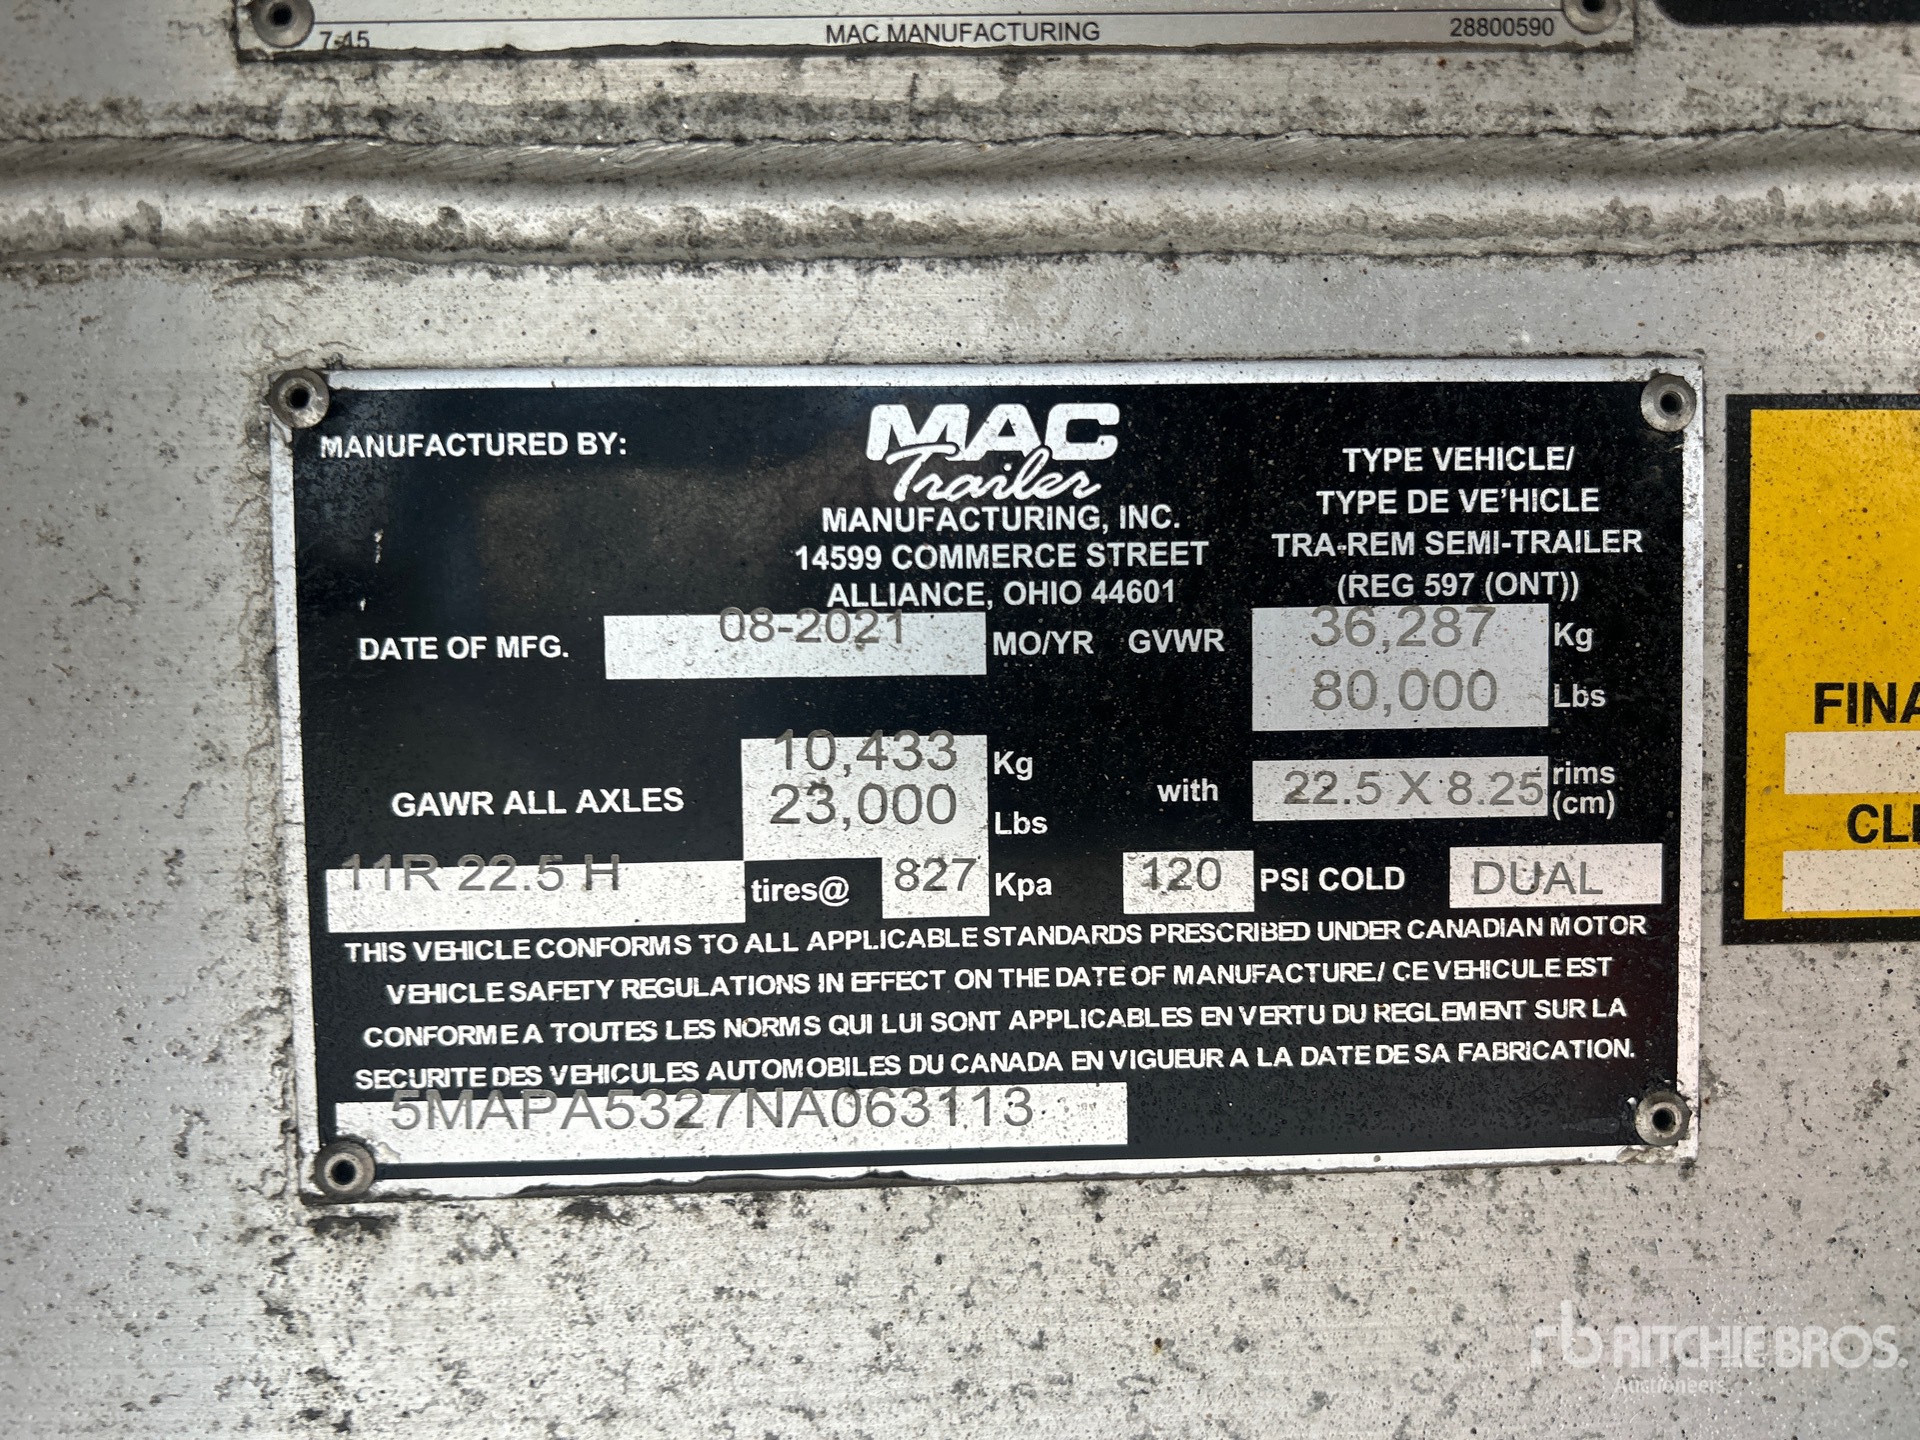 7-15 MAC MANUFACTURING 28800590
MANUFACTURED BY:
MAC
Trailer
MANUFACTURING, INC.
14599 COMMERCE STREET
ALLIANCE, OHIO 44601
TYPE VEHICLE/
TYPE DE VE'HICLE
TRA-REM SEMI-TRAILER
(REG 597 (ONT))
DATE OF MFG. 08-2021 MO/YR GVWR 36,287 Kg
80,000 Lbs
GAWR ALL AXLES 10,433 Kg
23,000 Lbs
with 22.5 X 8.25 rims
(cm)
11R 22.5 H tires@ 827 Kpa 120 PSI COLD DUAL
THIS VEHICLE CONFORMS TO ALL APPLICABLE STANDARDS PRESCRIBED UNDER CANADIAN MOTOR
VEHICLE SAFETY REGULATIONS IN EFFECT ON THE DATE OF MANUFACTURE/ CE VEHICULE EST
CONFORME A TOUTES LES NORMS QUI LUI SONT APPLICABLES EN VERTU DU REGLEMENT SUR LA
SECURITE DES VEHICULES AUTOMOBILES DU CANADA EN VIGUEUR A LA DATE DE SA FABRICATION.
5MAPA5327NA063113
FINA
CL
rb RITCHIE BROS.
Auctioneers